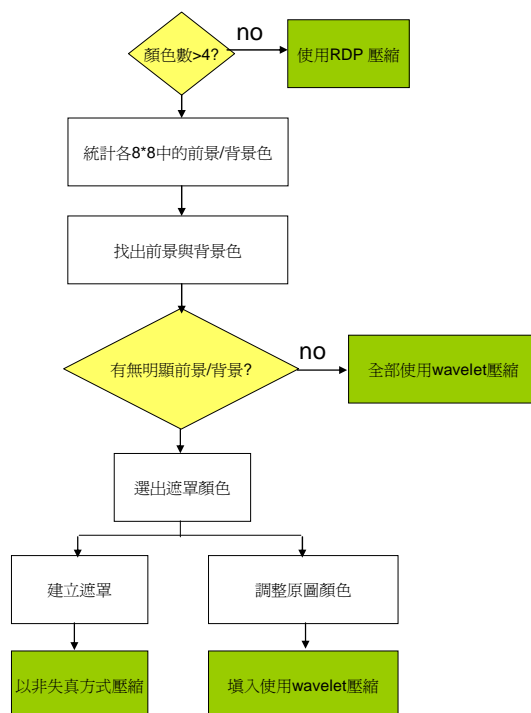 顏色數>4?
no
使用RDP 壓縮
統計各8*8中的前景/背景色
找出前景與背景色
有無明顯前景/背景?
no
全部使用wavelet壓縮
選出遮罩顏色
建立遮罩
調整原圖顏色
以非失真方式壓縮
填入使用wavelet壓縮